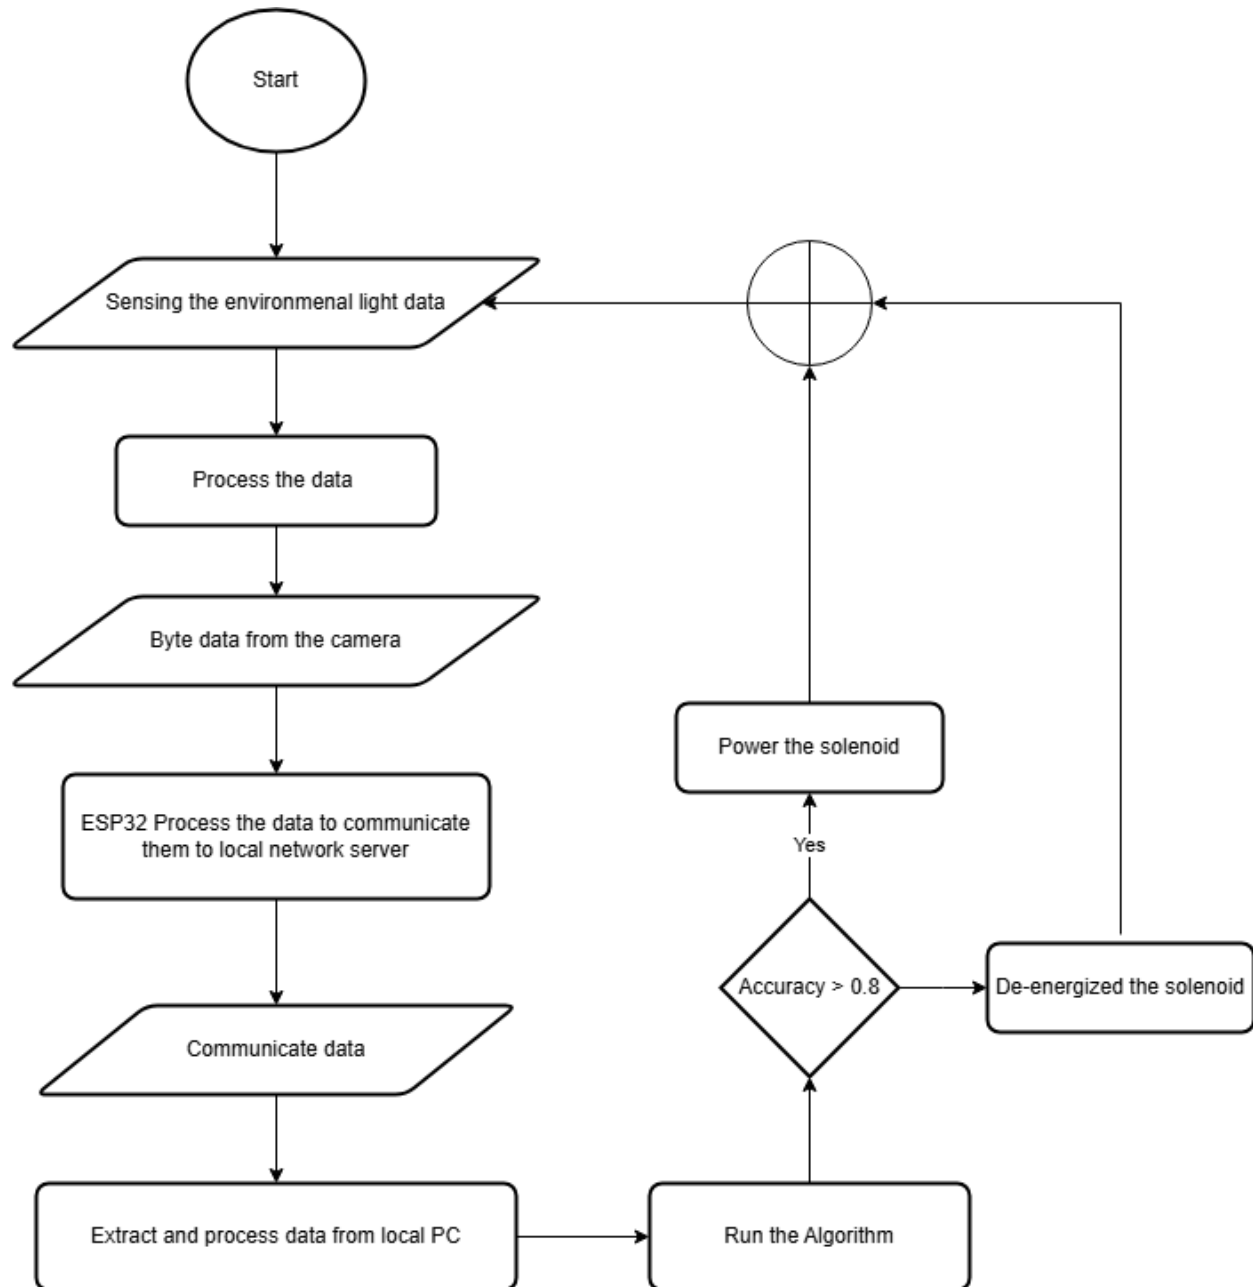 Start
Sensing the environmenal light data
Process the data
Byte data from the camera
ESP32 Process the data to communicate
them to local network server
Communicate data
Extract and process data from local PC
Run the Algorithm
Accuracy > 0.8
Yes
Power the solenoid
De-energized the solenoid